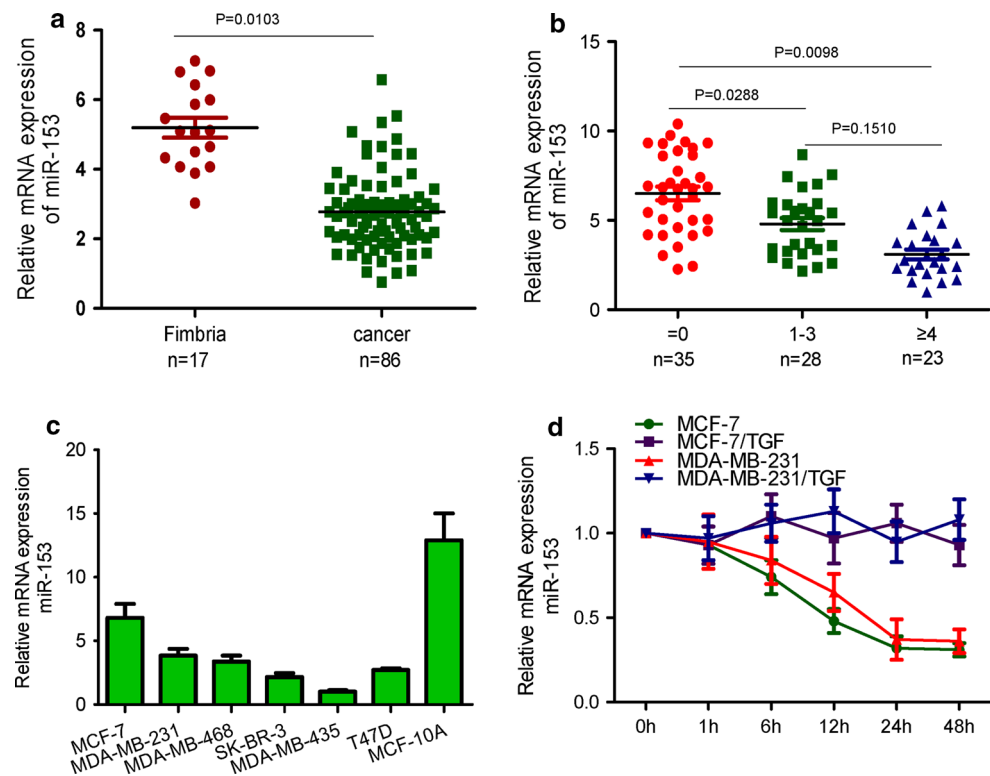 a
P=0.0103
Relative mRNA expression
of miR-153
8
6
4
2
0
Fimbria
cancer
n=17
n=86
b
P=0.0098
P=0.0288
P=0.1510
Relative mRNA expression
of miR-153
15
10
5
0
=0
1-3
≥4
n=35
n=28
n=23
c
Relative mRNA expression
miR-153
20
15
10
5
0
MCF-7
MDA-MB-231
MDA-MB-468
SK-BR-3
MDA-MB-435
T47D
MCF-10A
d
MCF-7
MCF-7/TGF
MDA-MB-231
MDA-MB-231/TGF
Relative mRNA expression
miR-153
1.5
1.0
0.5
0.0
0h
1h
6h
12h
24h
48h